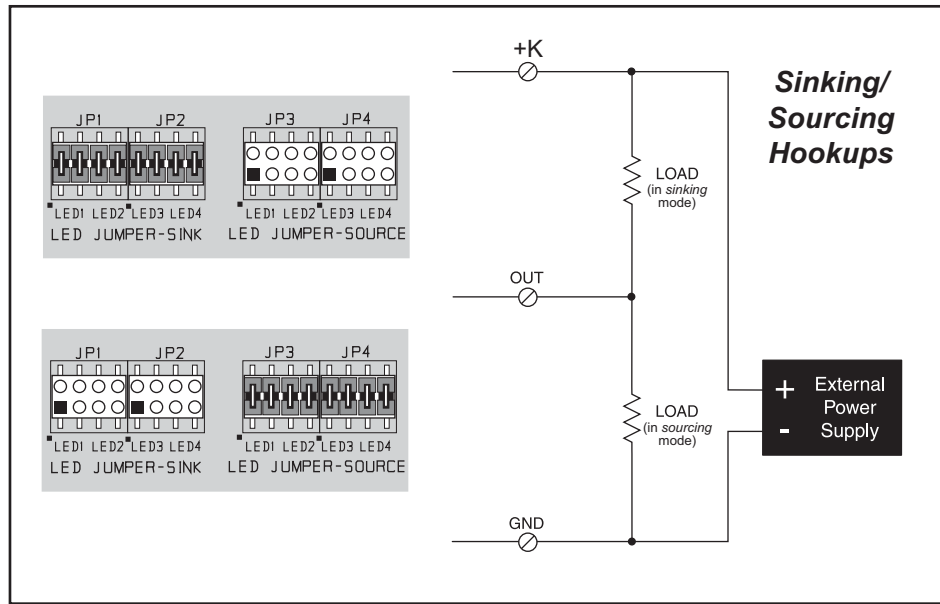 Sinking/
Sourcing
Hookups
JP1 JP2 JP3 JP4
LED1 LED2 LED3 LED4 LED1 LED2 LED3 LED4
LED JUMPER-SINK LED JUMPER-SOURCE
JP1 JP2 JP3 JP4
LED1 LED2 LED3 LED4 LED1 LED2 LED3 LED4
LED JUMPER-SINK LED JUMPER-SOURCE
+K
LOAD
(in sinking
mode)
OUT
LOAD
(in sourcing
mode)
GND
+ External
Power
- Supply